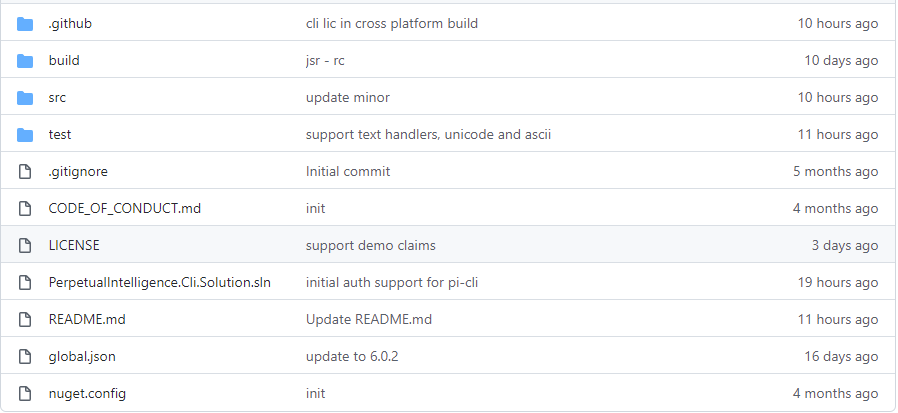 .github cli lic in cross platform build 10 hours ago
build jsr - rc 10 days ago
src update minor 10 hours ago
test support text handlers, unicode and ascii 11 hours ago
.gitignore Initial commit 5 months ago
CODE_OF_CONDUCT.md init 4 months ago
LICENSE support demo claims 3 days ago
PerpetualIntelligence.Cli.Solution.sln initial auth support for pi-cli 19 hours ago
README.md Update README.md 11 hours ago
global.json update to 6.0.2 16 days ago
nuget.config init 4 months ago